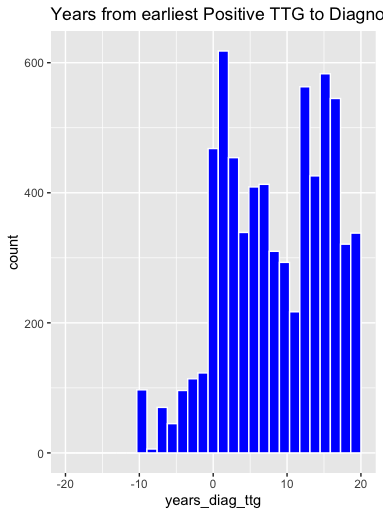 Years from earliest Positive TTG to Diagno
600
400
200
0
count
-20 -10 0 10 20
years_diag_ttg